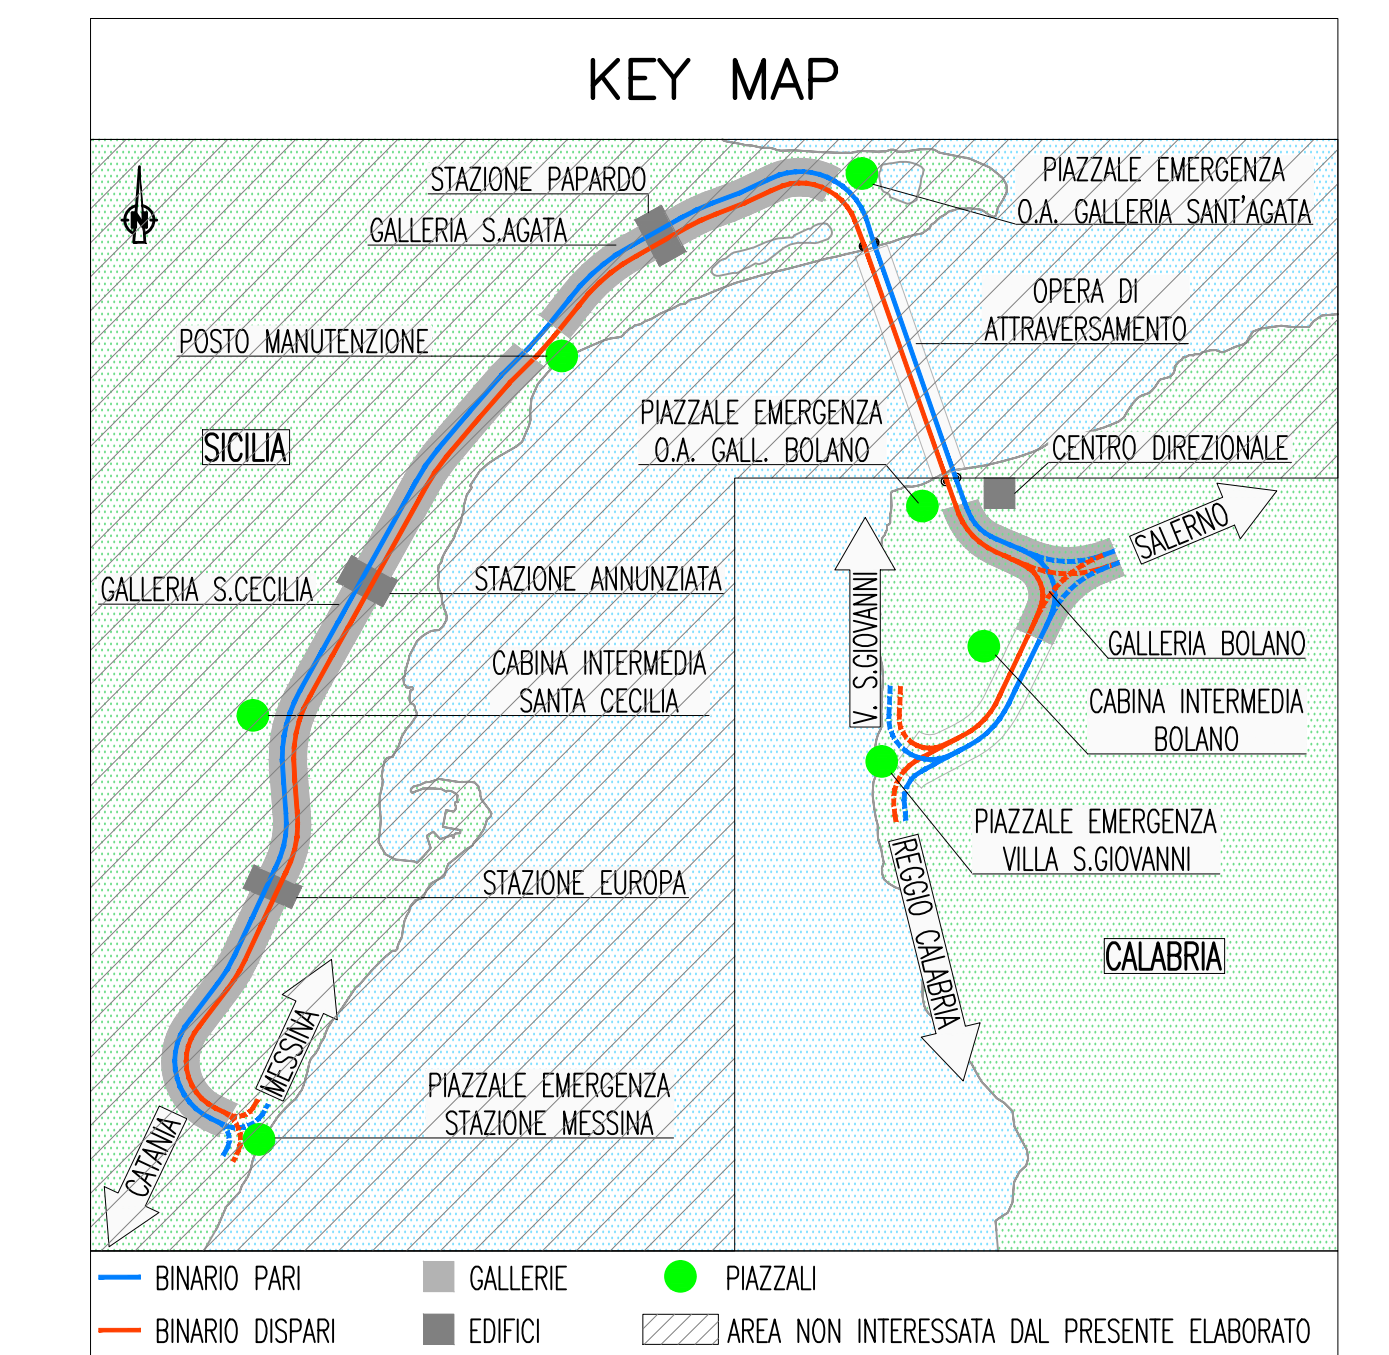 KEY MAP
N
STAZIONE PAPARDO
GALLERIA S.AGATA
PIAZZALE EMERGENZA
O.A. GALLERIA SANT'AGATA
OPERA DI
ATTRAVERSAMENTO
POSTO MANUTENZIONE
PIAZZALE EMERGENZA
O.A. GALL. BOLANO
SICILIA
CENTRO DIREZIONALE
SALERNO
GALLERIA S.CECILIA
STAZIONE ANNUNZIATA
V. S.GIOVANNI
GALLERIA BOLANO
CABINA INTERMEDIA
SANTA CECILIA
CABINA INTERMEDIA
BOLANO
PIAZZALE EMERGENZA
VILLA S.GIOVANNI
STAZIONE EUROPA
REGGIO CALABRIA
CALABRIA
MESSINA
PIAZZALE EMERGENZA
STAZIONE MESSINA
CATANIA
BINARIO PARI
GALLERIE
PIAZZALI
BINARIO DISPARI
EDIFICI
AREA NON INTERESSATA DAL PRESENTE ELABORATO